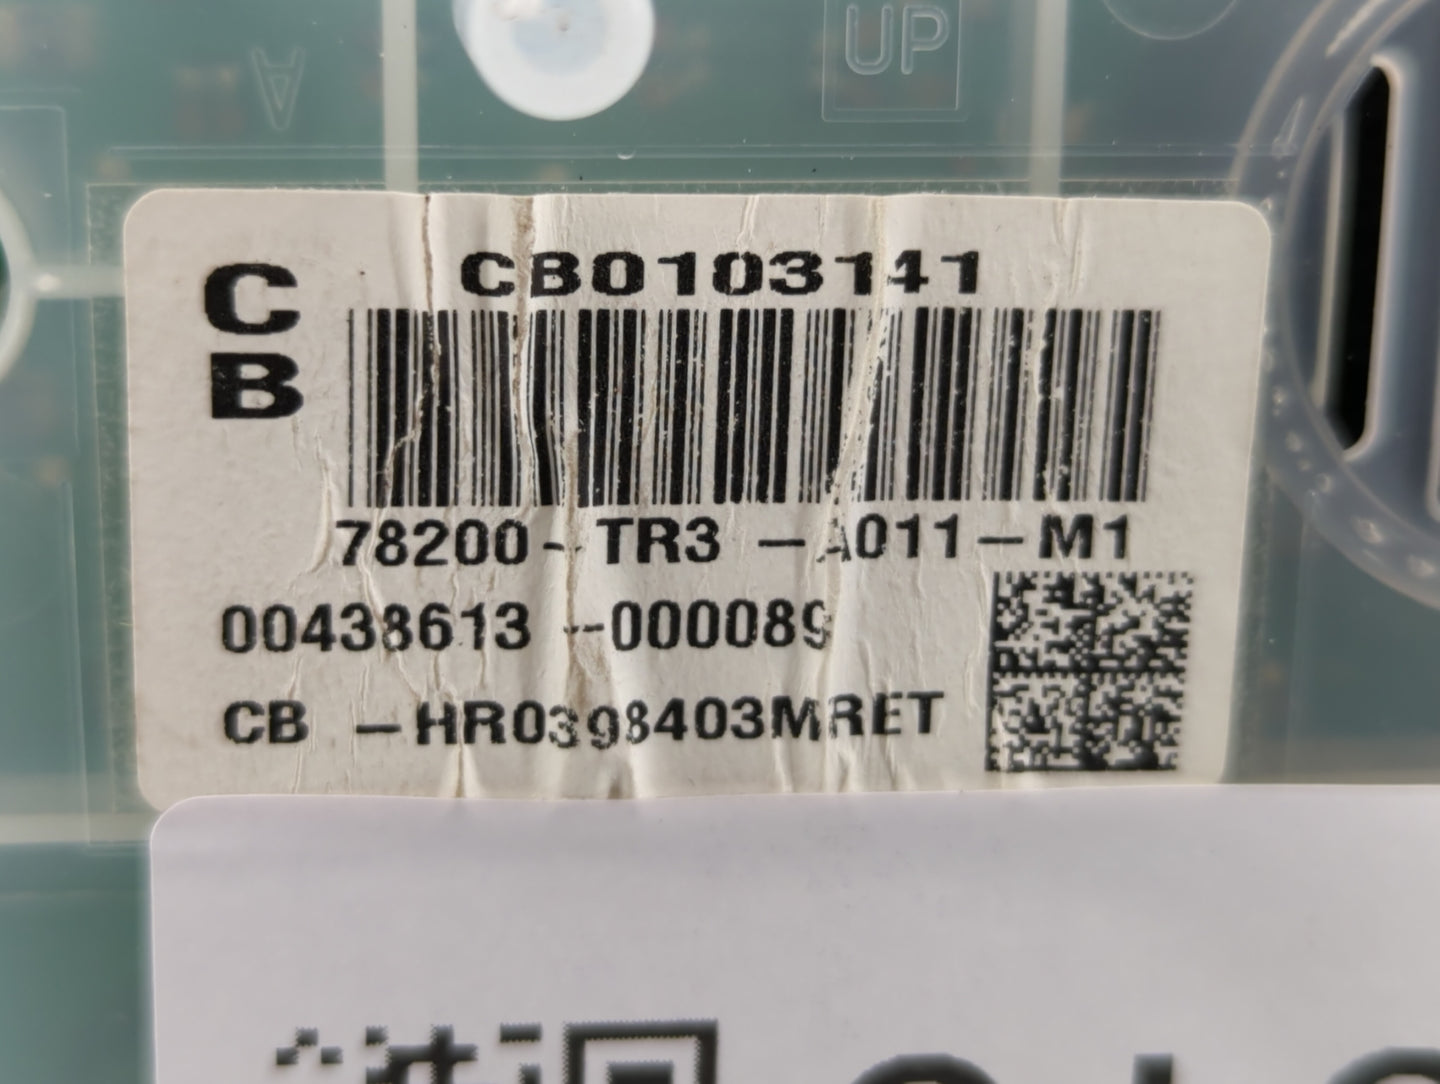 A
UP
C
B
CB0103141
78200-TR3 -A011-M1
00438613 -000089
CB -HR0398403MRET